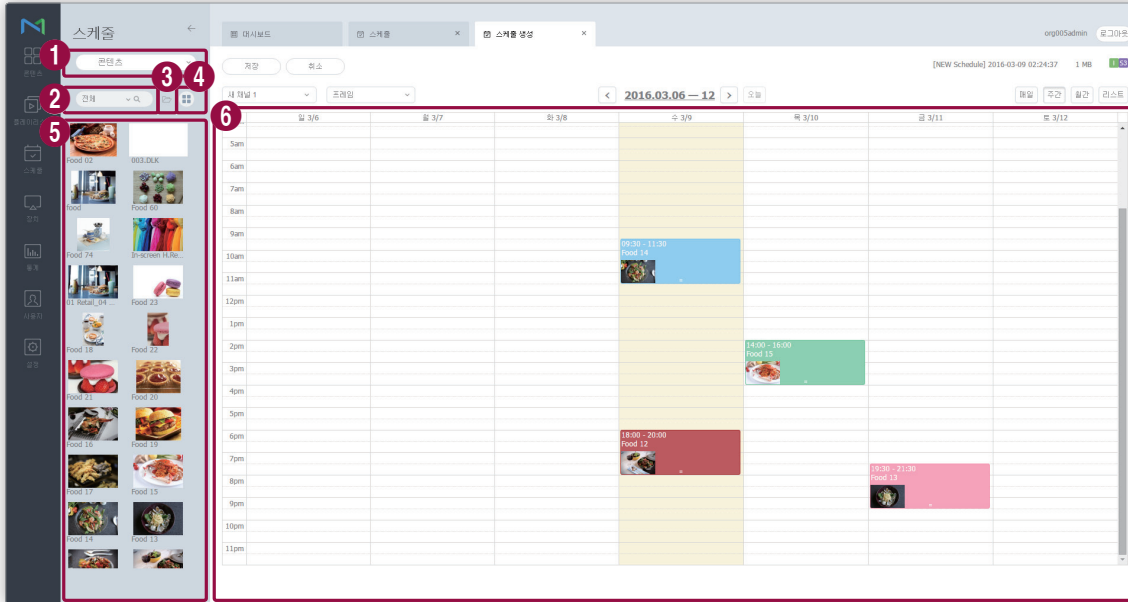 스케줄
대시보드
스케줄
스케줄 생성
org005admin
로그아웃
콘텐츠
플레이리스
스케줄
장치
통계
사용자
설정
1
콘텐츠
3
4
2
전체
5
저장
취소
[NEW Schedule] 2016-03-09 02:24:37
1 MB
I
S3
새 채널 1
프레임
2016.03.06 — 12
오늘
매일
주간
월간
리스트
6
일 3/6
월 3/7
화 3/8
수 3/9
목 3/10
금 3/11
토 3/12
5am
6am
7am
8am
9am
10am
11am
12pm
1pm
2pm
3pm
4pm
5pm
6pm
7pm
8pm
9pm
10pm
11pm
09:30 - 11:30
Food 14
14:00 - 16:00
Food 15
18:00 - 20:00
Food 12
19:30 - 21:30
Food 13
Food 02
003.DLK
food
Food 60
Food 74
In-screen H.Re...
01 Retail_04 ...
Food 23
Food 18
Food 22
Food 21
Food 20
Food 16
Food 19
Food 17
Food 15
Food 14
Food 13